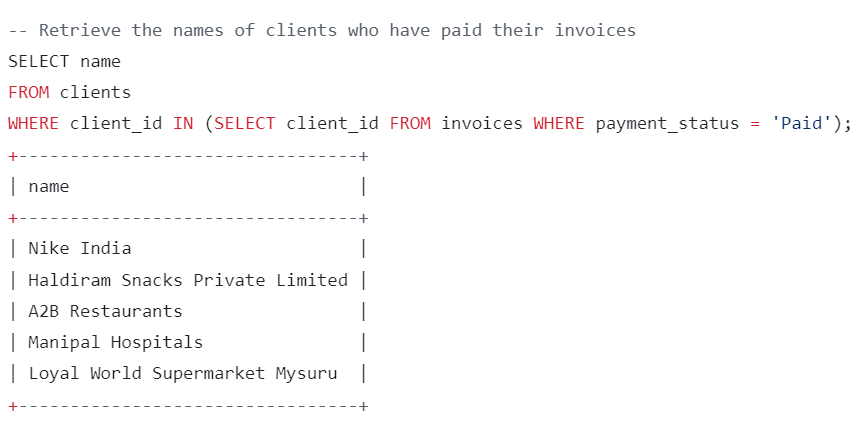 -- Retrieve the names of clients who have paid their invoices
SELECT name
FROM clients
WHERE client_id IN (SELECT client_id FROM invoices WHERE payment_status = 'Paid');
+---------------------------------+
| name                            |
+---------------------------------+
| Nike India                      |
| Haldiram Snacks Private Limited |
| A2B Restaurants                 |
| Manipal Hospitals               |
| Loyal World Supermarket Mysuru  |
+---------------------------------+